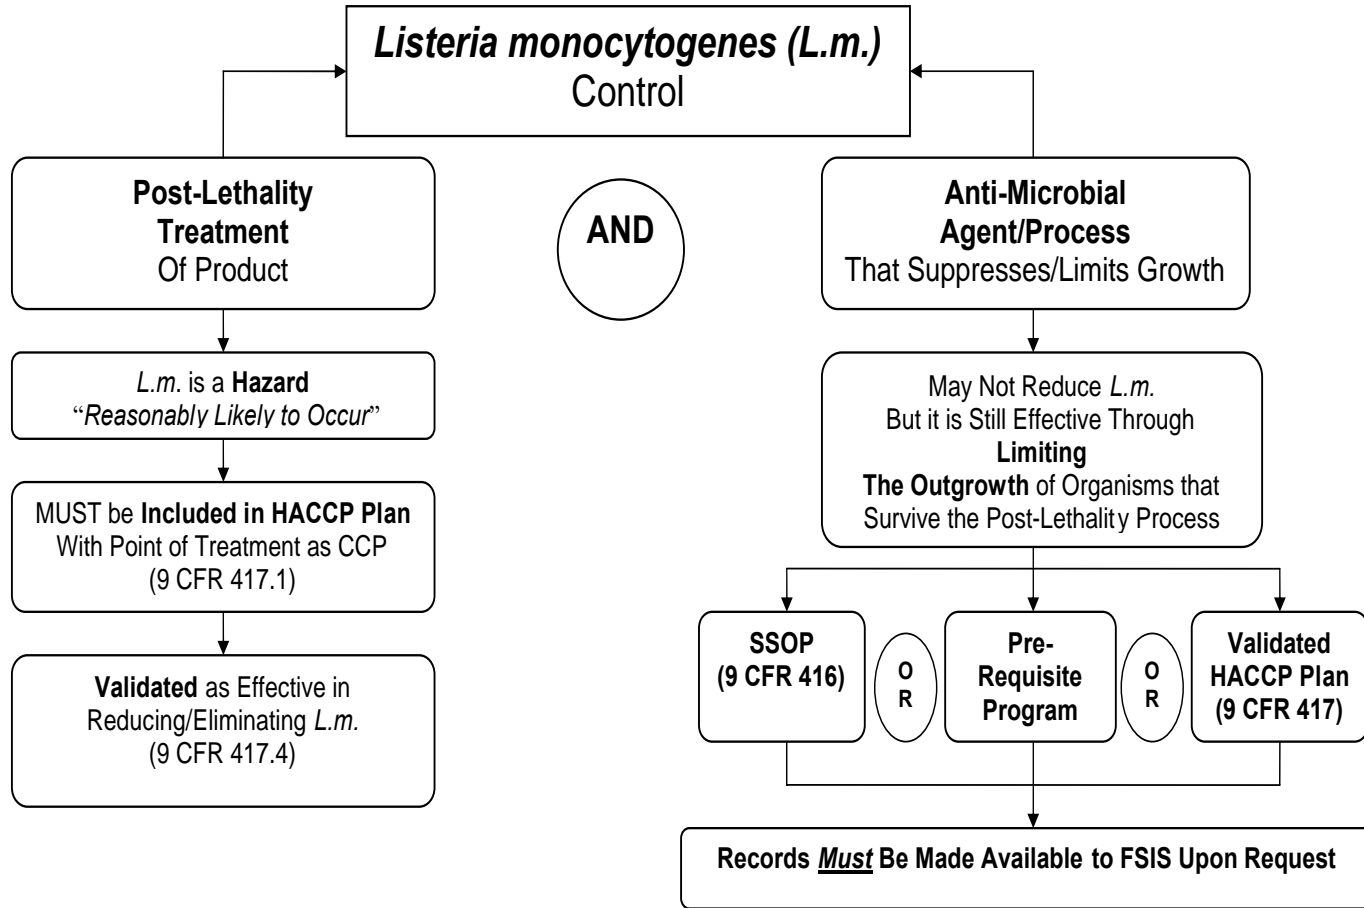 Listeria monocytogenes (L.m.)
Control
Post-Lethality
Treatment
Of Product
AND
Anti-Microbial
Agent/Process
That Suppresses/Limits Growth
L.m. is a Hazard
“Reasonably Likely to Occur”
MUST be Included in HACCP Plan
With Point of Treatment as CCP
(9 CFR 417.1)
Validated as Effective in
Reducing/Eliminating L.m.
(9 CFR 417.4)
May Not Reduce L.m.
But it is Still Effective Through
Limiting
The Outgrowth of Organisms that
Survive the Post-Lethality Process
SSOP
(9 CFR 416)
O
R
Pre-
Requisite
Program
O
R
Validated
HACCP Plan
(9 CFR 417)
Records Must Be Made Available to FSIS Upon Request